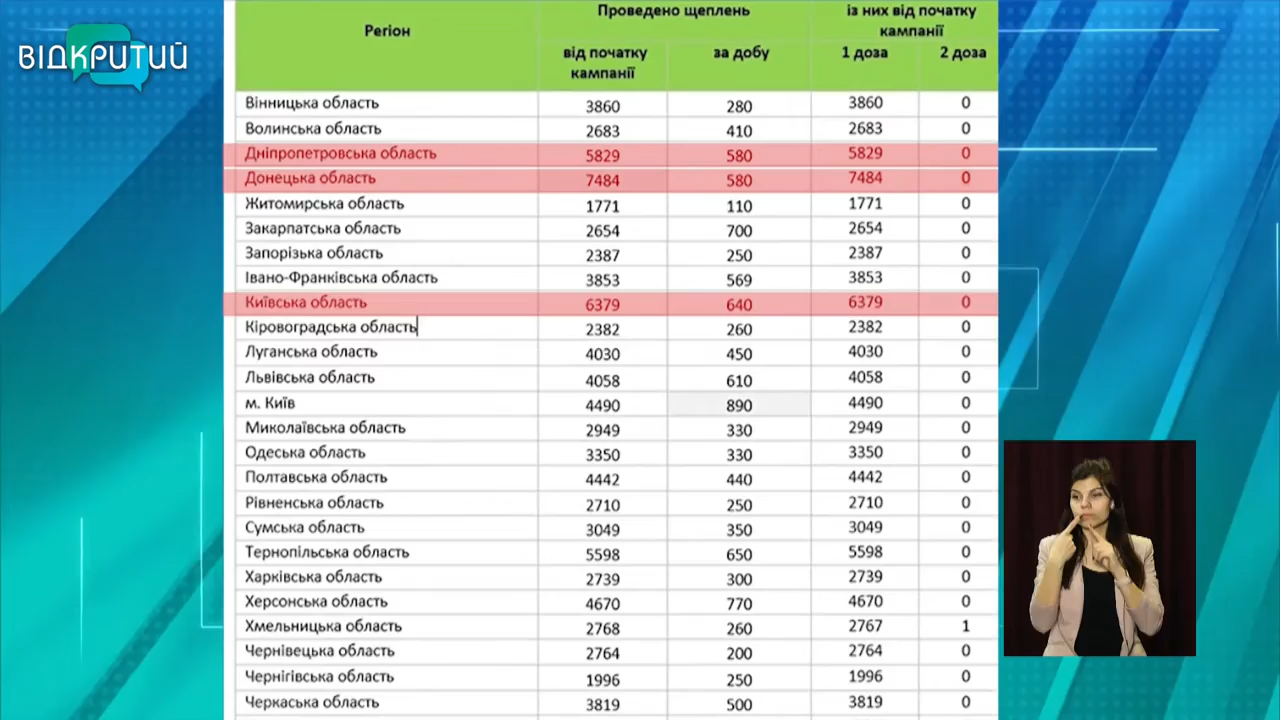 ВІДКРИТИЙ
Регіон
Проведено щеплень
із них від початку
кампанії
від початку
кампанії
за добу
1 доза
2 доза
Вінницька область 3860 280 3860 0
Волинська область 2683 410 2683 0
Дніпропетровська область 5829 580 5829 0
Донецька область 7484 580 7484 0
Житомирська область 1771 110 1771 0
Закарпатська область 2654 700 2654 0
Запорізька область 2387 250 2387 0
Івано-Франківська область 3853 569 3853 0
Київська область 6379 640 6379 0
Кіровоградська область 2382 260 2382 0
Луганська область 4030 450 4030 0
Львівська область 4058 610 4058 0
м. Київ 4490 890 4490 0
Миколаївська область 2949 330 2949 0
Одеська область 3350 330 3350 0
Полтавська область 4442 440 4442 0
Рівненська область 2710 250 2710 0
Сумська область 3049 350 3049 0
Тернопільська область 5598 650 5598 0
Харківська область 2739 300 2739 0
Херсонська область 4670 770 4670 0
Хмельницька область 2768 260 2767 1
Чернівецька область 2764 200 2764 0
Чернігівська область 1996 250 1996 0
Черкаська область 3819 500 3819 0